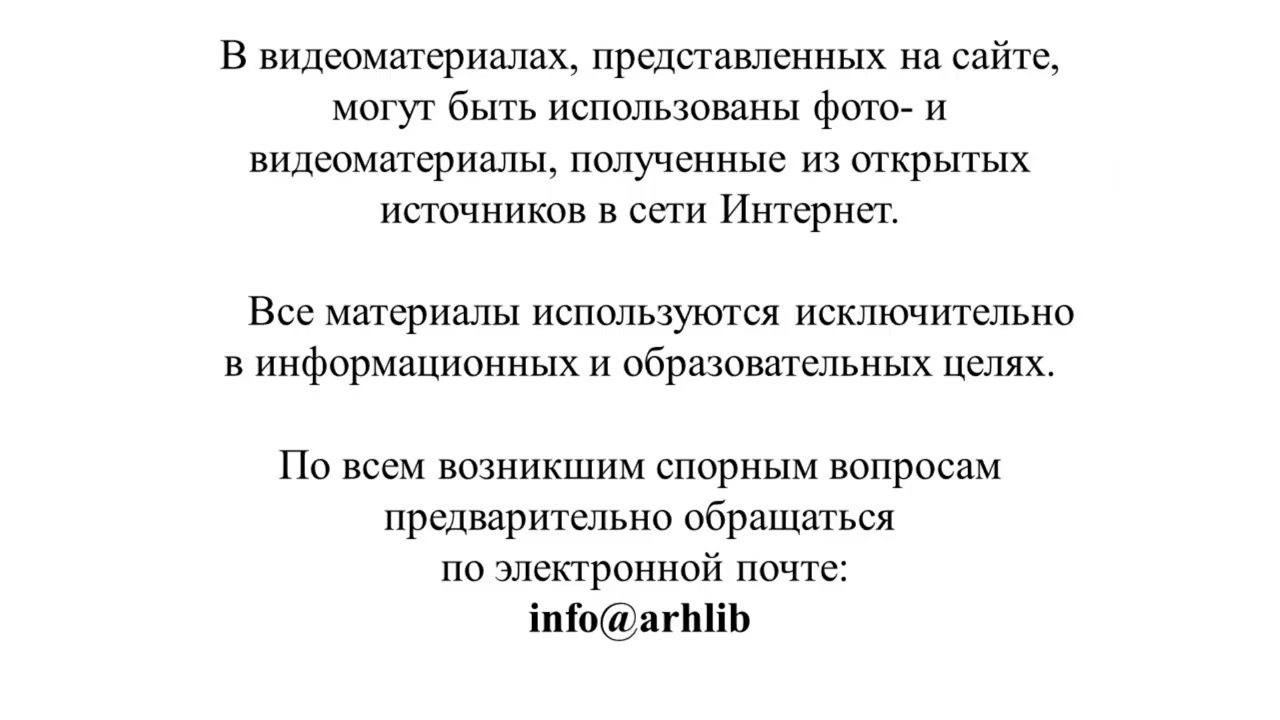 В видеоматериалах, представленных на сайте,
могут быть использованы фото- и
видеоматериалы, полученные из открытых
источников в сети Интернет.
Все материалы используются исключительно
в информационных и образовательных целях.
По всем возникшим спорным вопросам
предварительно обращаться
по электронной почте:
info@arhlib